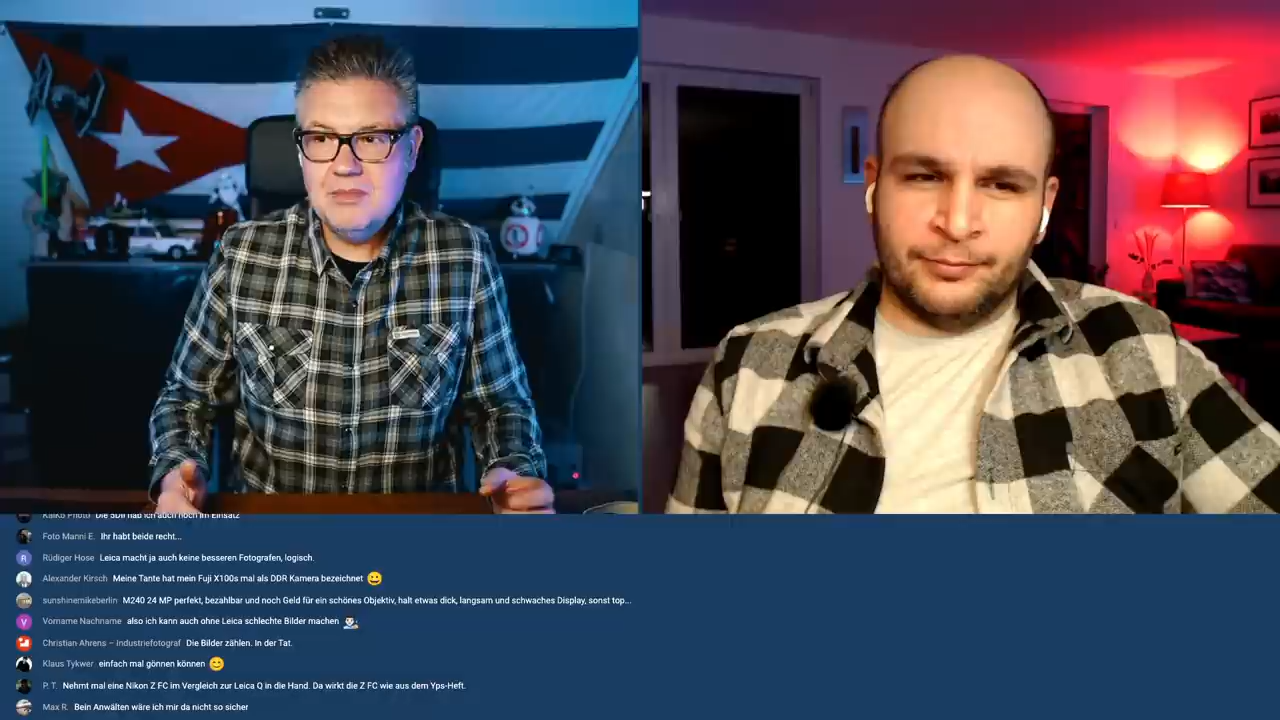 KaiKo Photo Die 5DII hab ich auch noch im Einsatz
Foto Manni E. Ihr habt beide recht...
R Rüdiger Hose Leica macht ja auch keine besseren Fotografen, logisch.
Alexander Kirsch Meine Tante hat mein Fuji X100s mal als DDR Kamera bezeichnet 😀
sunshinemikeberlin M240 24 MP perfekt, bezahlbar und noch Geld für ein schönes Objektiv, halt etwas dick, langsam und schwaches Display, sonst top...
V Vorname Nachname also ich kann auch ohne Leica schlechte Bilder machen 👨🏻‍🎨
Christian Ahrens – Industriefotograf Die Bilder zählen. In der Tat.
Klaus Tykwer einfach mal gönnen können 😊
P. T. Nehmt mal eine Nikon Z FC im Vergleich zur Leica Q in die Hand. Da wirkt die Z FC wie aus dem Yps-Heft.
Max R. Bein Anwälten wäre ich mir da nicht so sicher